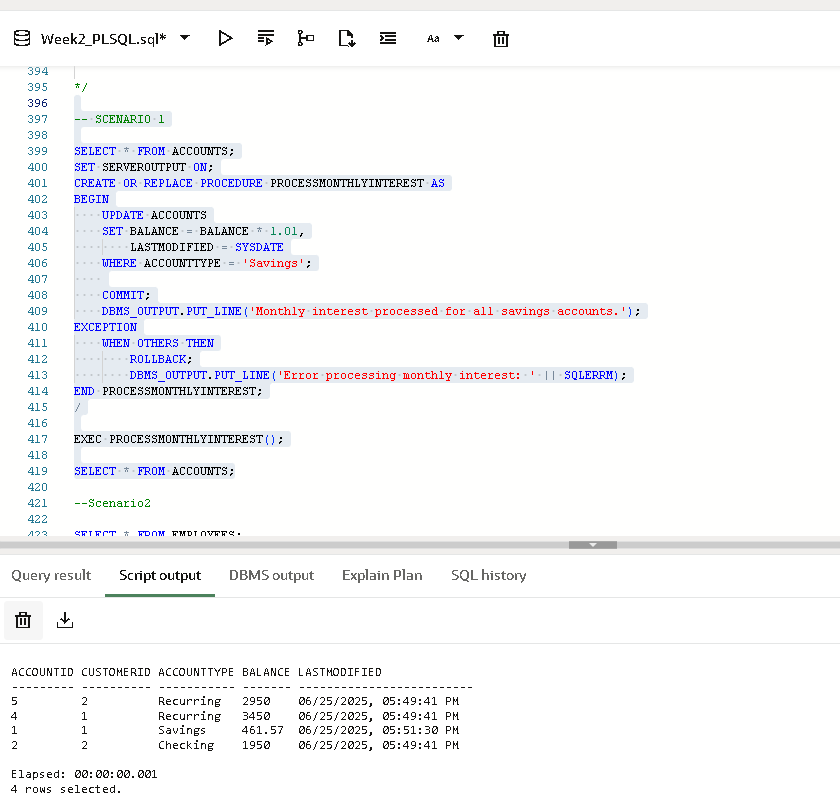 Week2_PLSQL.sql*
Aa
394
395 */
396
397 -- SCENARIO 1
398
399 SELECT * FROM ACCOUNTS;
400 SET SERVEROUTPUT ON;
401 CREATE OR REPLACE PROCEDURE PROCESSMONTHLYINTEREST AS
402 BEGIN
403     UPDATE ACCOUNTS
404     SET BALANCE = BALANCE * 1.01,
405         LASTMODIFIED = SYSDATE
406     WHERE ACCOUNTTYPE = 'Savings';
407
408     COMMIT;
409     DBMS_OUTPUT.PUT_LINE('Monthly interest processed for all savings accounts.');
410 EXCEPTION
411     WHEN OTHERS THEN
412         ROLLBACK;
413         DBMS_OUTPUT.PUT_LINE('Error processing monthly interest: ' || SQLERRM);
414 END PROCESSMONTHLYINTEREST;
415 /
416
417 EXEC PROCESSMONTHLYINTEREST();
418
419 SELECT * FROM ACCOUNTS;
420
421 --Scenario2
422
423 SELECT * FROM EMPLOYEES;
Query result Script output DBMS output Explain Plan SQL history
ACCOUNTID CUSTOMERID ACCOUNTTYPE BALANCE LASTMODIFIED
--------- ---------- ----------- ------- -------------------------
5 2 Recurring 2950 06/25/2025, 05:49:41 PM
4 1 Recurring 3450 06/25/2025, 05:49:41 PM
1 1 Savings 461.57 06/25/2025, 05:51:30 PM
2 2 Checking 1950 06/25/2025, 05:49:41 PM
Elapsed: 00:00:00.001
4 rows selected.